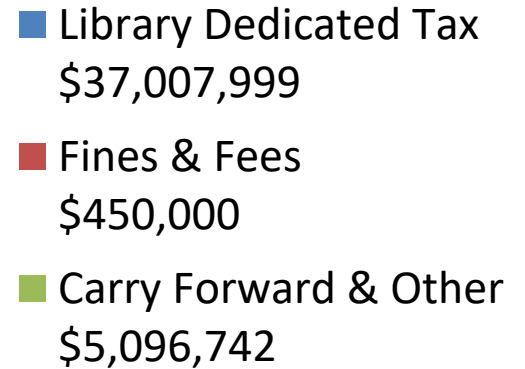 Library Dedicated Tax
$37,007,999
Fines & Fees
$450,000
Carry Forward & Other
$5,096,742